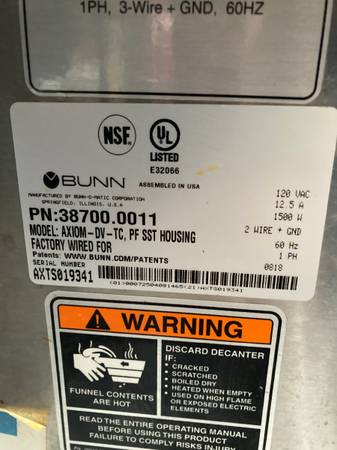 1PH, 3-Wire + GND, 60HZ
NSF
UL
LISTED
E32066
BUNN
ASSEMBLED IN USA
MANUFACTURED BY BUNN-O-MATIC CORPORATION
SPRINGFIELD, ILLINOIS, U.S.A
120 VAC
12.5 A
PN:38700.0011
1500 W
MODEL: AXIOM-DV-TC, PF SST HOUSING
2 WIRE + GND
FACTORY WIRED FOR
60 Hz
Patents: WWW.BUNN.COM/PATENTS
1 PH
SERIAL NUMBER
0818
AXTS019341
(01)00072504081465(21)AXTS019341
WARNING
FUNNEL CONTENTS
ARE HOT
DISCARD DECANTER
IF:
• CRACKED
• SCRATCHED
• BOILED DRY
• HEATED WHEN EMPTY
• USED ON HIGH FLAME
OR EXPOSED ELECTRIC
ELEMENTS
READ THE ENTIRE OPERATING MANUAL
BEFORE USING THIS PRODUCT
FAILURE TO COMPLY RISKS INJURY